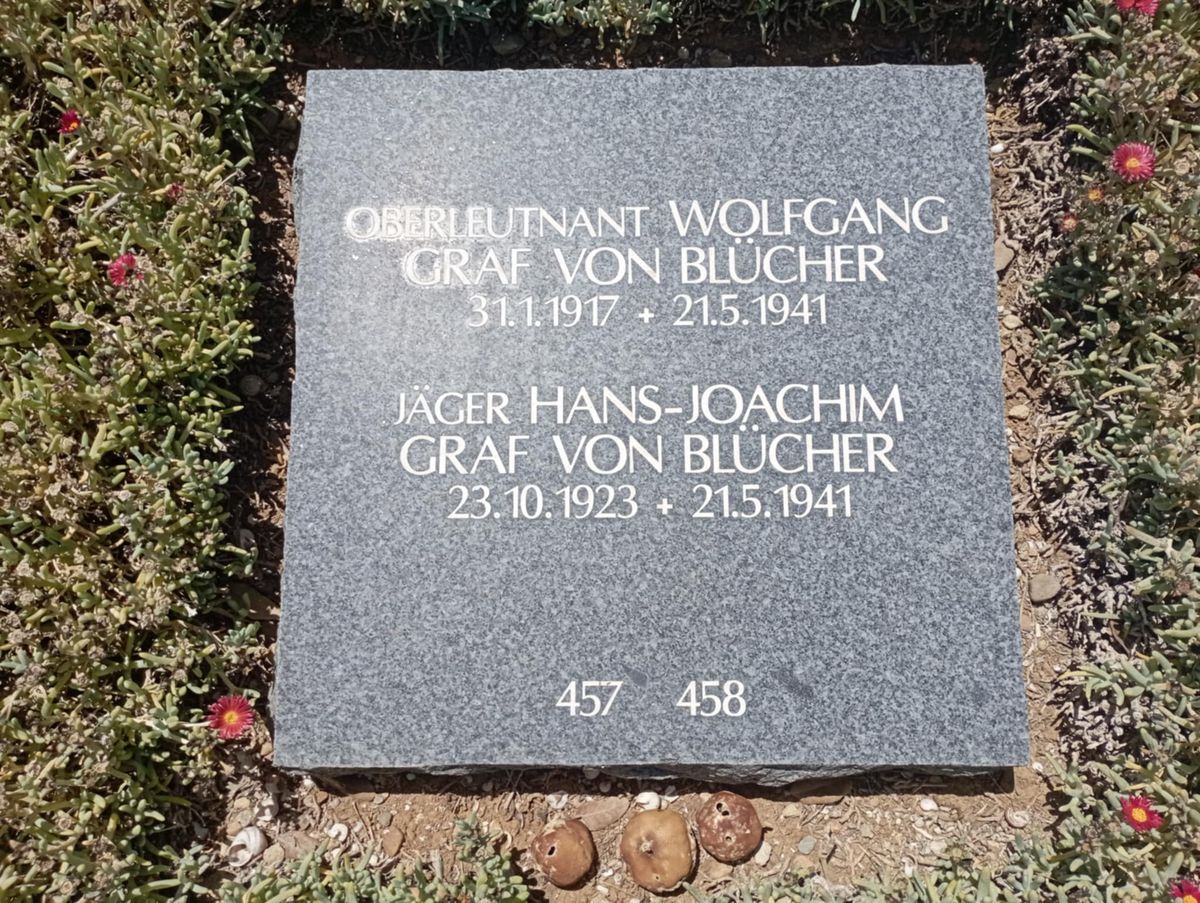 OBERLEUTNANT WOLFGANG
GRAF VON BLÜCHER
31.1.1917 + 21.5.1941
JÄGER HANS-JOACHIM
GRAF VON BLÜCHER
23.10.1923 + 21.5.1941
457 458